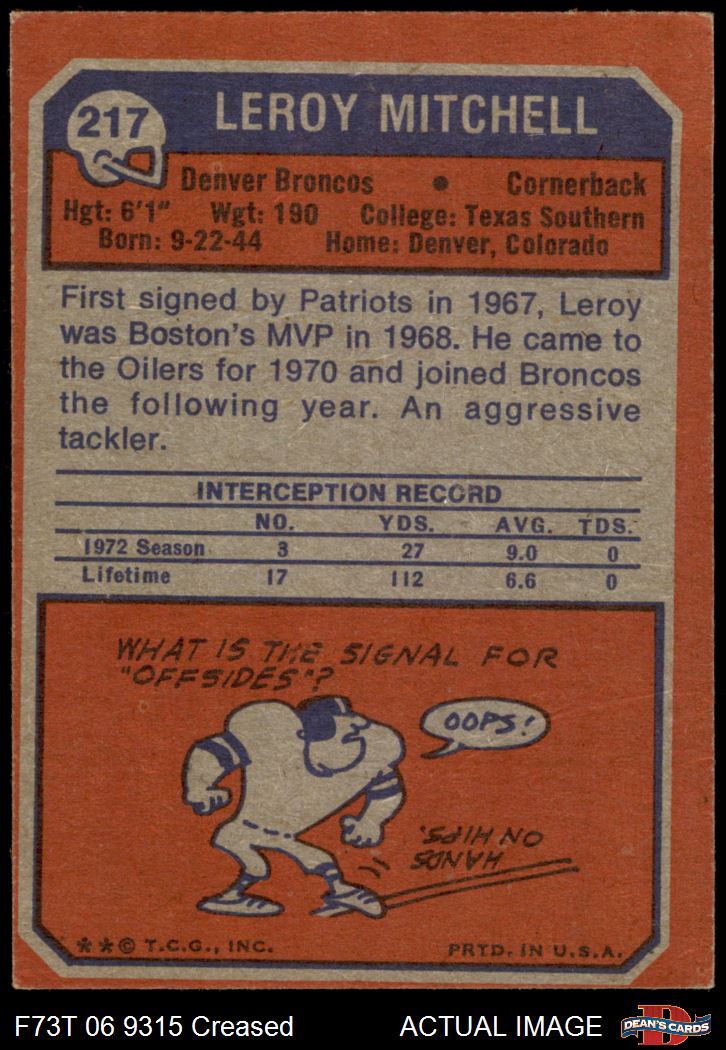 217
LEROY MITCHELL
Denver Broncos • Cornerback
Hgt: 6'1" Wgt: 190 College: Texas Southern
Born: 9-22-44 Home: Denver, Colorado
First signed by Patriots in 1967, Leroy
was Boston's MVP in 1968. He came to
the Oilers for 1970 and joined Broncos
the following year. An aggressive
tackler.
INTERCEPTION RECORD
NO. YDS. AVG. TDS.
1972 Season 3 27 9.0 0
Lifetime 17 112 6.6 0
WHAT IS THE SIGNAL FOR
"OFFSIDES"?
OOPS!
HANDS
ON HIPS.
** © T.C.G., INC. PRTD. IN U.S.A.
F73T 06 9315 Creased ACTUAL IMAGE
D
DEAN'S CARDS